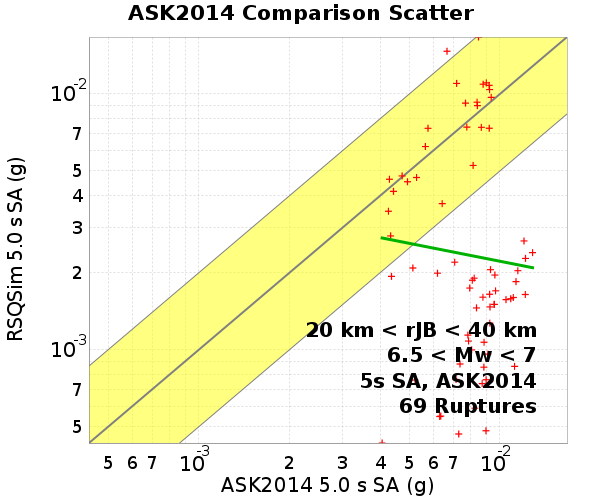 ASK2014 Comparison Scatter
RSQSim 5.0 s SA (g)
10-2
7
5
4
3
2
10-3
7
5
20 km < rJB < 40 km
6.5 < Mw < 7
5s SA, ASK2014
69 Ruptures
5 6 7 10-3 2 3 4 5 6 7 10-2
ASK2014 5.0 s SA (g)